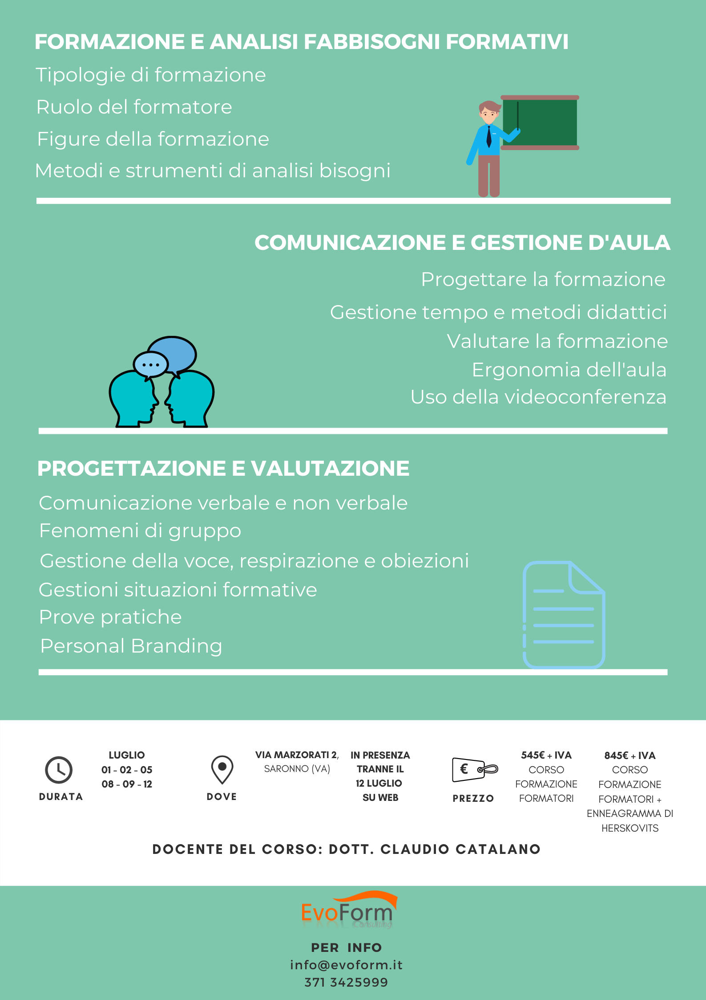 FORMAZIONE E ANALISI FABBISOGNI FORMATIVI
Tipologie di formazione
Ruolo del formatore
Figure della formazione
Metodi e strumenti di analisi bisogni
COMUNICAZIONE E GESTIONE D'AULA
Progettare la formazione
Gestione tempo e metodi didattici
Valutare la formazione
Ergonomia dell'aula
Uso della videoconferenza
PROGETTAZIONE E VALUTAZIONE
Comunicazione verbale e non verbale
Fenomeni di gruppo
Gestione della voce, respirazione e obiezioni
Gestioni situazioni formative
Prove pratiche
Personal Branding
DURATA
LUGLIO
01 - 02 - 05
08 - 09 - 12
DOVE
VIA MARZORATI 2,
SARONNO (VA)
IN PRESENZA
TRANNE IL
12 LUGLIO
SU WEB
€
PREZZO
545€ + IVA
CORSO
FORMAZIONE
FORMATORI
845€ + IVA
CORSO
FORMAZIONE
FORMATORI +
ENNEAGRAMMA DI
HERSKOVITS
DOCENTE DEL CORSO: DOTT. CLAUDIO CATALANO
EvoForm
Consulting
PER INFO
info@evoform.it
371 3425999